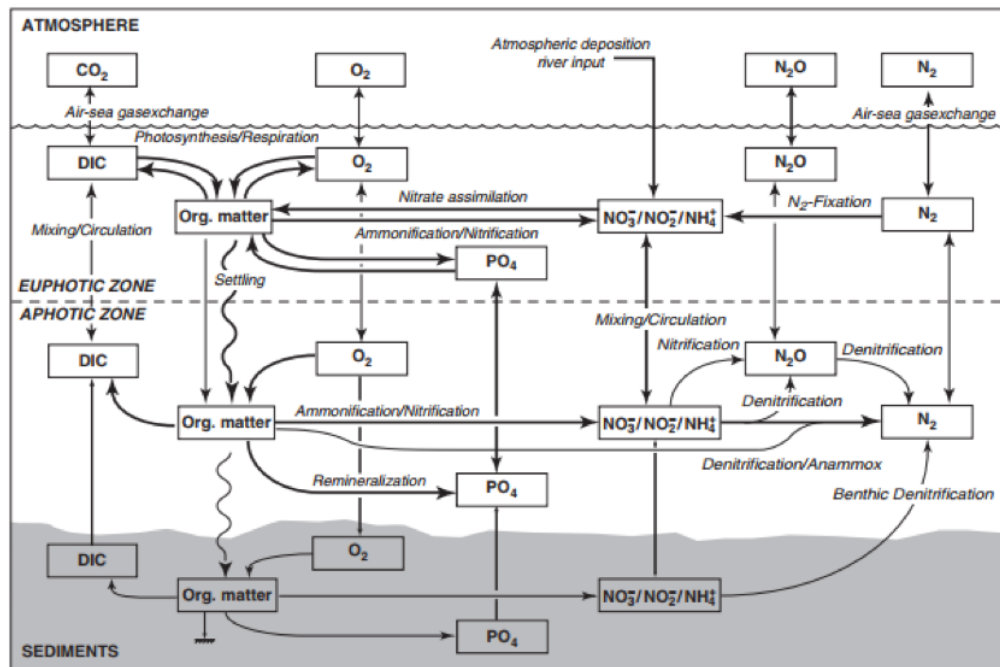 ATMOSPHERE
CO₂
O₂
Atmospheric deposition
river input
N₂O
N₂
Air-sea gasexchange
Air-sea gasexchange
Photosynthesis/Respiration
DIC
O₂
N₂O
Nitrate assimilation
N₂-Fixation
Org. matter
NO₃⁻/NO₂⁻/NH₄⁺
N₂
Mixing/Circulation
Ammonification/Nitrification
PO₄
Settling
EUPHOTIC ZONE
APHOTIC ZONE
Mixing/Circulation
Nitrification
DIC
O₂
N₂O
Denitrification
Denitrification
Org. matter
Ammonification/Nitrification
NO₃⁻/NO₂⁻/NH₄⁺
N₂
Denitrification/Anammox
Remineralization
PO₄
Benthic Denitrification
DIC
O₂
Org. matter
NO₃⁻/NO₂⁻/NH₄⁺
PO₄
SEDIMENTS